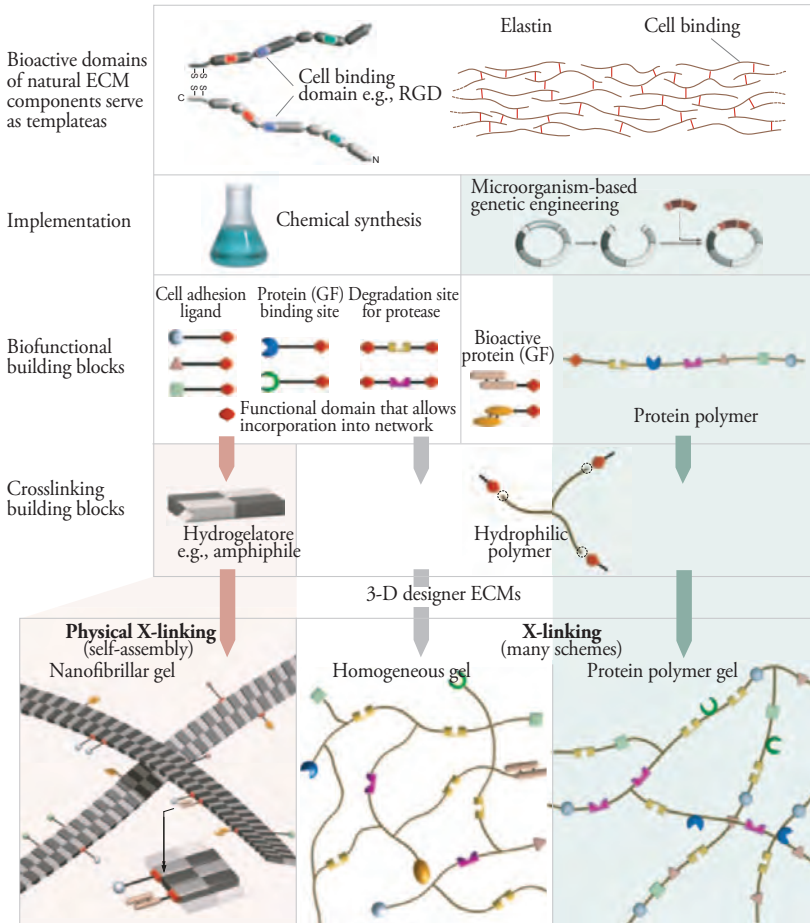 Bioactive domains
of natural ECM
components serve
as templateas
S-S
S-S
C
N
Cell binding
domain e.g., RGD
Elastin
Cell binding
Implementation
Chemical synthesis
Microorganism-based
genetic engineering
Biofunctional
building blocks
Cell adhesion
ligand
Protein (GF)
binding site
Degradation site
for protease
Functional domain that allows
incorporation into network
Bioactive
protein (GF)
Protein polymer
Crosslinking
building blocks
Hydrogelatore
e.g., amphiphile
Hydrophilic
polymer
3-D designer ECMs
Physical X-linking
(self-assembly)
Nanofibrillar gel
X-linking
(many schemes)
Homogeneous gel
Protein polymer gel